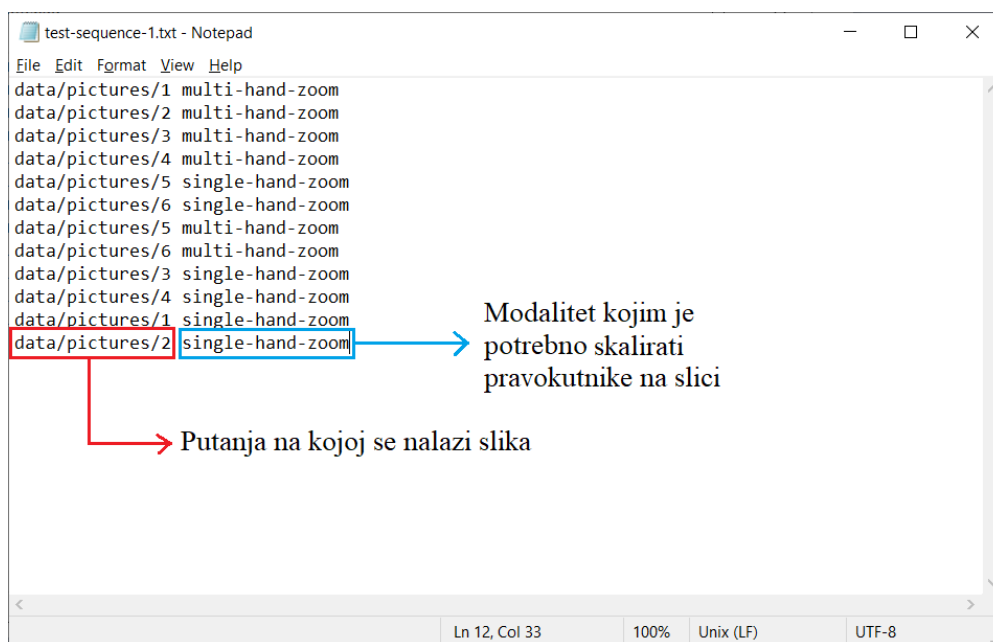 test-sequence-1.txt - Notepad
File Edit Format View Help
data/pictures/1 multi-hand-zoom
data/pictures/2 multi-hand-zoom
data/pictures/3 multi-hand-zoom
data/pictures/4 multi-hand-zoom
data/pictures/5 single-hand-zoom
data/pictures/6 single-hand-zoom
data/pictures/5 multi-hand-zoom
data/pictures/6 multi-hand-zoom
data/pictures/3 single-hand-zoom
data/pictures/4 single-hand-zoom
data/pictures/1 single-hand-zoom
data/pictures/2 single-hand-zoom
Modalitet kojim je
potrebno skalirati
pravokutnike na slici
Putanja na kojoj se nalazi slika
Ln 12, Col 33 100% Unix (LF) UTF-8